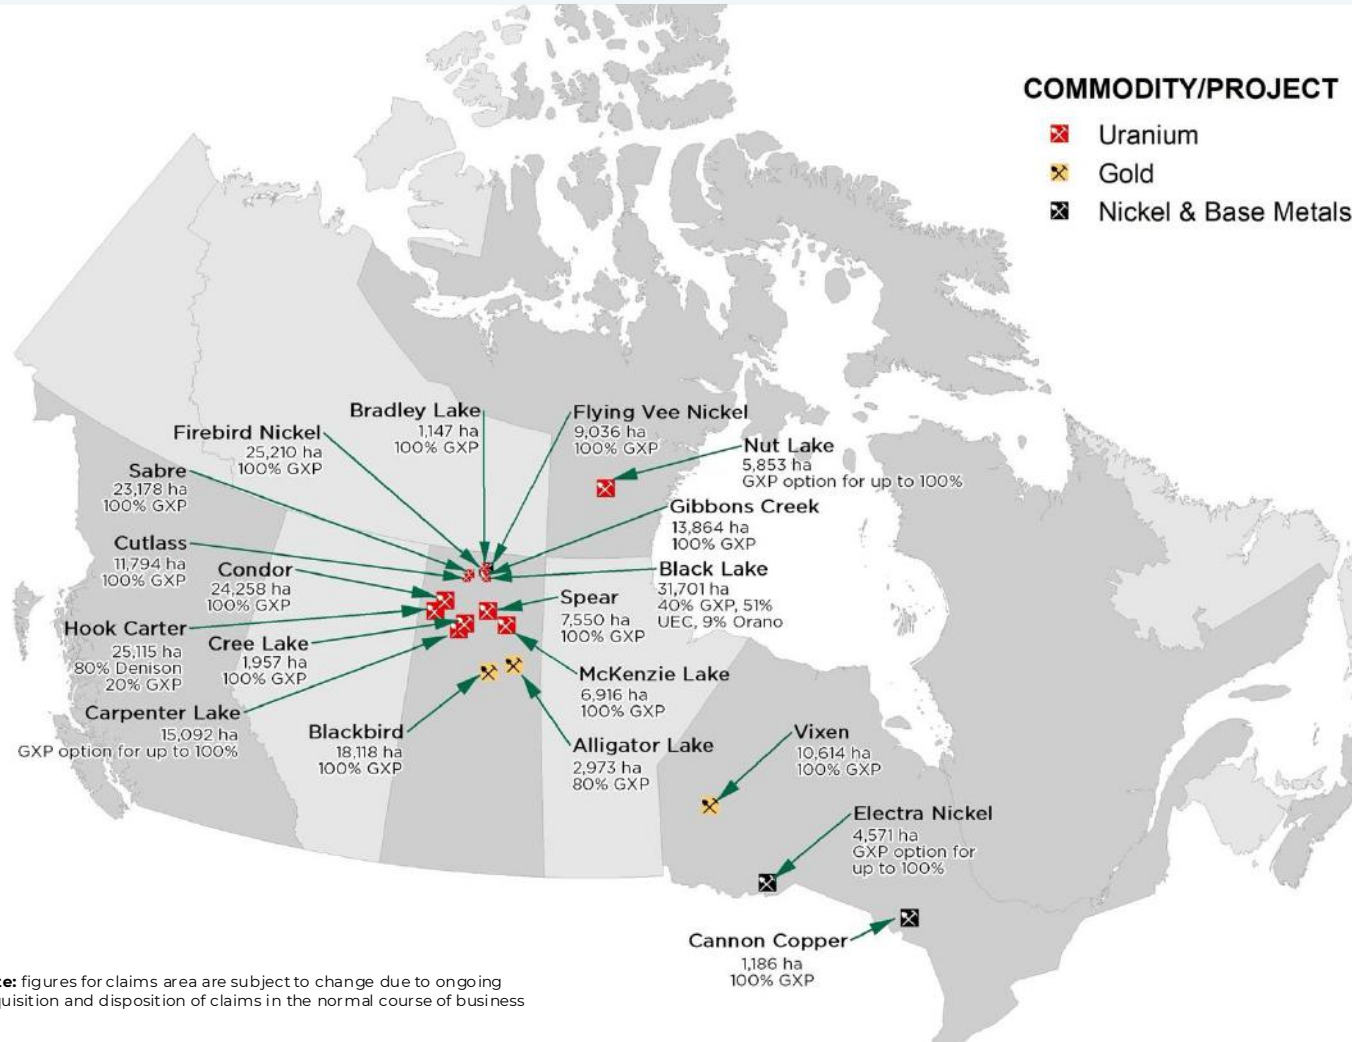 COMMODITY/PROJECT
Uranium
Gold
Nickel & Base Metals
Bradley Lake
1,147 ha
100% GXP
Flying Vee Nickel
9,036 ha
100% GXP
Firebird Nickel
25,210 ha
100% GXP
Nut Lake
5,853 ha
GXP option for up to 100%
Sabre
23,178 ha
100% GXP
Gibbons Creek
13,864 ha
100% GXP
Cutlass
11,794 ha
100% GXP
Condor
24,258 ha
100% GXP
Black Lake
31,701 ha
40% GXP, 51%
UEC, 9% Orano
Spear
7,550 ha
100% GXP
Hook Carter
25,115 ha
80% Denison
20% GXP
Cree Lake
1,957 ha
100% GXP
McKenzie Lake
6,916 ha
100% GXP
Carpenter Lake
15,092 ha
GXP option for up to 100%
Blackbird
18,118 ha
100% GXP
Alligator Lake
2,973 ha
80% GXP
Vixen
10,614 ha
100% GXP
Electra Nickel
4,571 ha
GXP option for
up to 100%
Cannon Copper
1,186 ha
100% GXP
te: figures for claims area are subject to change due to ongoing
quisition and disposition of claims in the normal course of business